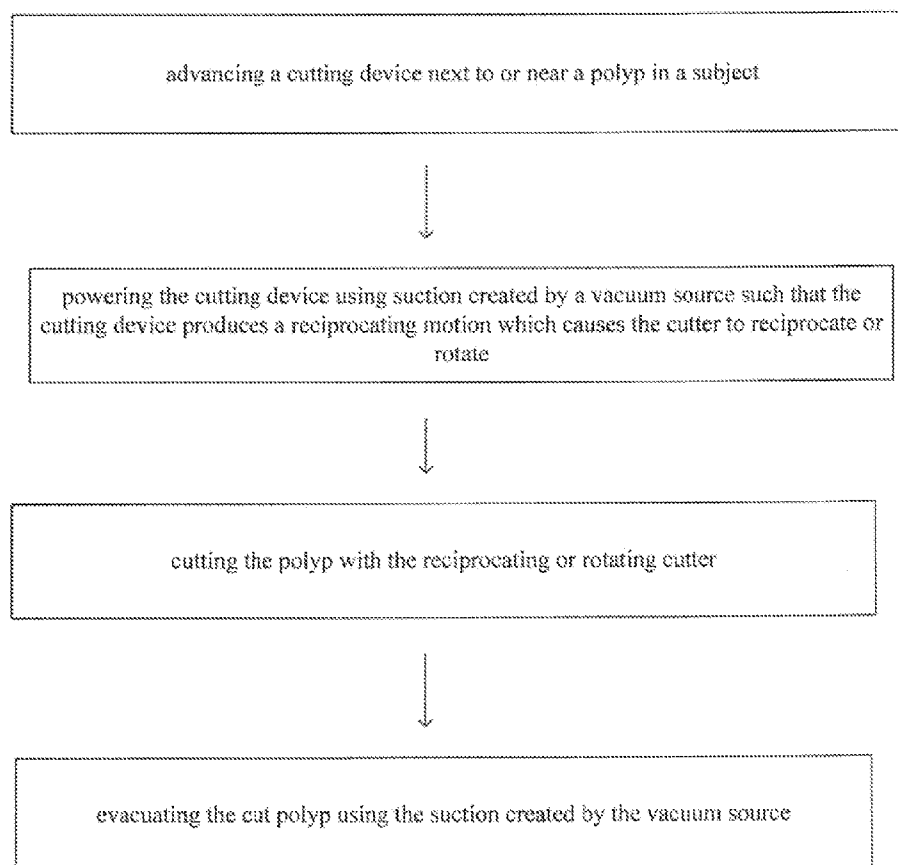 advancing a cutting device next to or near a polyp in a subject
powering the cutting device using suction created by a vacuum source such that the
cutting device produces a reciprocating motion which causes the cutter to reciprocate or
rotate
cutting the polyp with the reciprocating or rotating cutter
evacuating the cut polyp using the suction created by the vacuum source